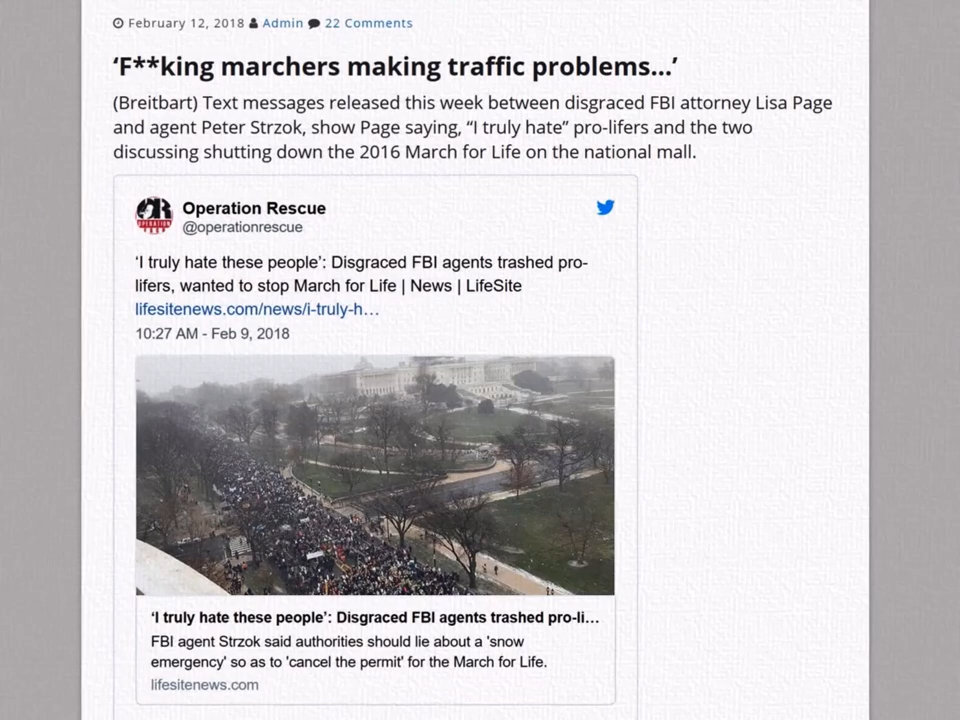 February 12, 2018 Admin 22 Comments
‘F**king marchers making traffic problems...’
(Breitbart) Text messages released this week between disgraced FBI attorney Lisa Page
and agent Peter Strzok, show Page saying, “I truly hate” pro-lifers and the two
discussing shutting down the 2016 March for Life on the national mall.
Operation Rescue
@operationrescue
‘I truly hate these people’: Disgraced FBI agents trashed pro-
lifers, wanted to stop March for Life | News | LifeSite
lifesitenews.com/news/i-truly-h…
10:27 AM - Feb 9, 2018
‘I truly hate these people’: Disgraced FBI agents trashed pro-li…
FBI agent Strzok said authorities should lie about a 'snow
emergency' so as to 'cancel the permit' for the March for Life.
lifesitenews.com